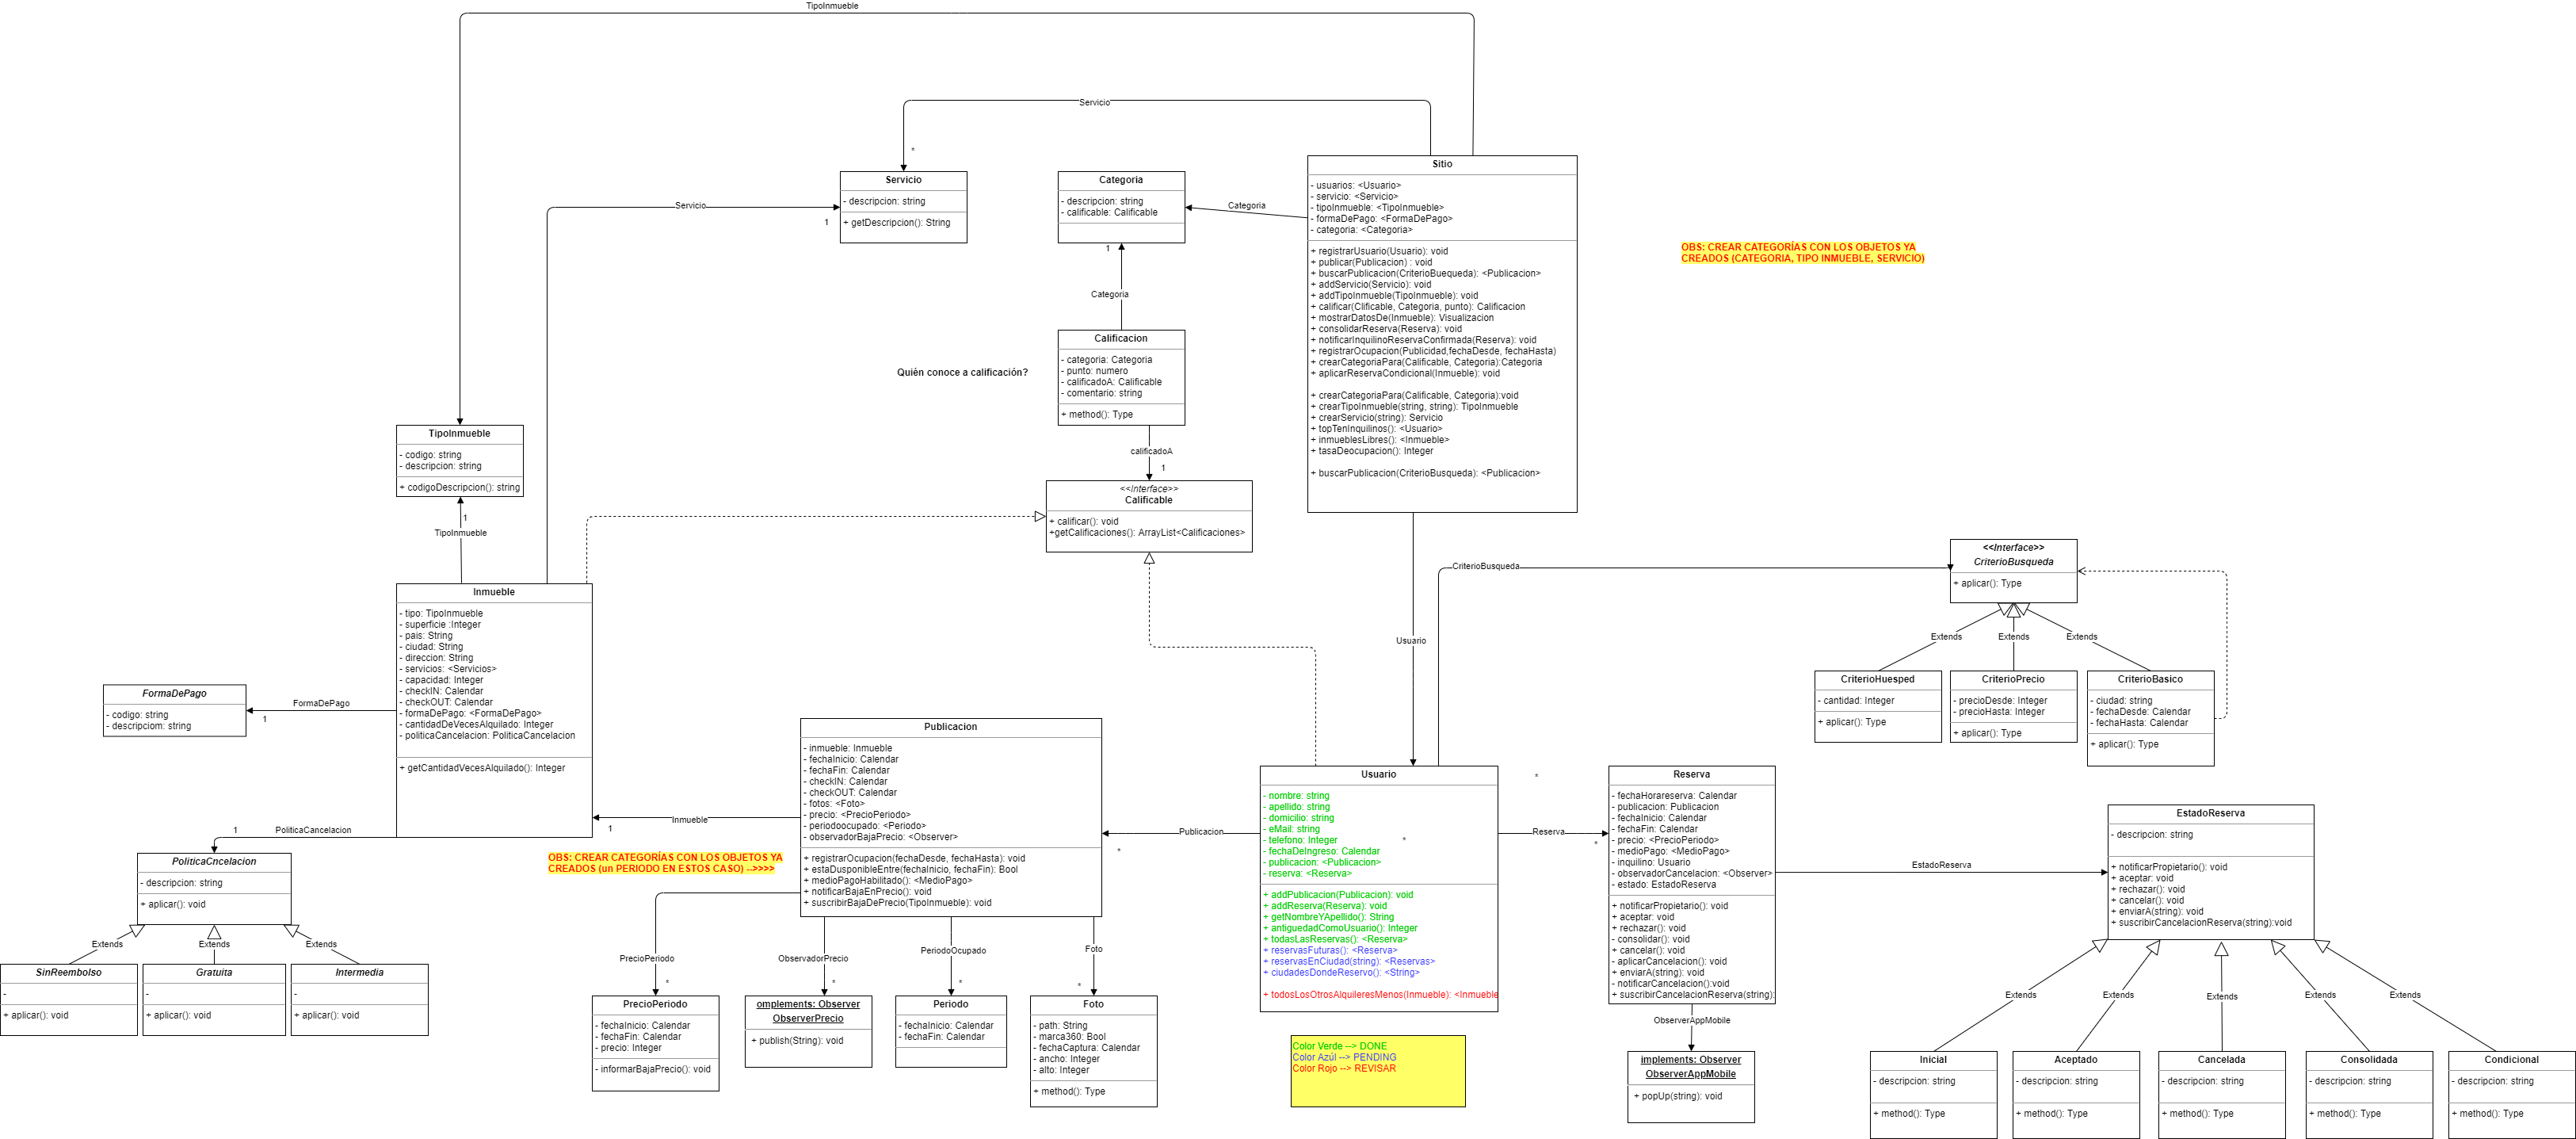 TipoInmueble
Servicio
*
Servicio
- descripcion: string
+ getDescripcion(): String
Servicio
1
Categoria
- descripcion: string
- calificable: Calificable
Categoria
1
Categoria
Sitio
- usuarios: <Usuario>
- servicio: <Servicio>
- tipoInmueble: <TipoInmueble>
- formaDePago: <FormaDePago>
- categoria: <Categoria>
+ registrarUsuario(Usuario): void
+ publicar(Publicacion) : void
+ buscarPublicacion(CriterioBuequeda): <Publicacion>
+ addServicio(Servicio): void
+ addTipoInmueble(TipoInmueble): void
+ calificar(Clificable, Categoria, punto): Calificacion
+ mostrarDatosDe(Inmueble): Visualizacion
+ consolidarReserva(Reserva): void
+ notificarInquilinoReservaConfirmada(Reserva): void
+ registrarOcupacion(Publicidad,fechaDesde, fechaHasta)
+ crearCategoriaPara(Calificable, Categoria):Categoria
+ aplicarReservaCondicional(Inmueble): void
+ crearCategoriaPara(Calificable, Categoria):void
+ crearTipoInmueble(string, string): TipoInmueble
+ crearServicio(string): Servicio
+ topTenInquilinos(): <Usuario>
+ inmueblesLibres(): <Inmueble>
+ tasaDeocupacion(): Integer
+ buscarPublicacion(CriterioBusqueda): <Publicacion>
OBS: CREAR CATEGORÍAS CON LOS OBJETOS YA
CREADOS (CATEGORIA, TIPO INMUEBLE, SERVICIO)
Calificacion
- categoria: Categoria
- punto: numero
- calificadoA: Calificable
- comentario: string
+ method(): Type
Quién conoce a calificación?
calificadoA
1
<<Interface>>
Calificable
+ calificar(): void
+getCalificaciones(): ArrayList<Calificaciones>
TipoInmueble
- codigo: string
- descripcion: string
+ codigoDescripcion(): string
1
TipoInmueble
Inmueble
- tipo: TipoInmueble
- superficie :Integer
- pais: String
- ciudad: String
- direccion: String
- servicios: <Servicios>
- capacidad: Integer
- checkIN: Calendar
- checkOUT: Calendar
- formaDePago: <FormaDePago>
- cantidadDeVecesAlquilado: Integer
- politicaCancelacion: PoliticaCancelacion
+ getCantidadVecesAlquilado(): Integer
FormaDePago
- codigo: string
- descripciom: string
FormaDePago
1
1
PoliticaCancelacion
PoliticaCncelacion
- descripcion: string
+ aplicar(): void
Extends
Extends
Extends
SinReembolso
-
+ aplicar(): void
Gratuita
-
+ aplicar(): void
Intermedia
-
+ aplicar(): void
Inmueble
1
OBS: CREAR CATEGORÍAS CON LOS OBJETOS YA
CREADOS (un PERIODO EN ESTOS CASO) -->>>>
Publicacion
- inmueble: Inmueble
- fechaInicio: Calendar
- fechaFin: Calendar
- checkIN: Calendar
- checkOUT: Calendar
- fotos: <Foto>
- precio: <PrecioPeriodo>
- periodoocupado: <Periodo>
- observadorBajaPrecio: <Observer>
+ registrarOcupacion(fechaDesde, fechaHasta): void
+ estaDusponibleEntre(fechaInicio, fechaFin): Bool
+ medioPagoHabilitado(): <MedioPago>
+ notificarBajaEnPrecio(): void
+ suscribirBajaDePrecio(TipoInmueble): void
PrecioPeriodo
*
ObservadorPrecio
*
PeriodoOcupado
*
Foto
*
PrecioPeriodo
- fechaInicio: Calendar
- fechaFin: Calendar
- precio: Integer
- informarBajaPrecio(): void
omplements: Observer
ObserverPrecio
+ publish(String): void
Periodo
- fechaInicio: Calendar
- fechaFin: Calendar
Foto
- path: String
- marca360: Bool
- fechaCaptura: Calendar
- ancho: Integer
- alto: Integer
+ method(): Type
Publicacion
*
Usuario
CriterioBusqueda
Usuario
- nombre: string
- apellido: string
- domicilio: string
- eMail: string
- telefono: Integer
- fechaDeIngreso: Calendar
- publicacion: <Publicacion>
- reserva: <Reserva>
*
+ addPublicacion(Publicacion): void
+ addReserva(Reserva): void
+ getNombreYApellido(): String
+ antiguedadComoUsuario(): Integer
+ todasLasReservas(): <Reserva>
+ reservasFuturas(): <Reserva>
+ reservasEnCiudad(string): <Reservas>
+ ciudadesDondeReservo(): <String>
+ todosLosOtrosAlquileresMenos(Inmueble): <Inmueble
Color Verde --> DONE
Color Azúl --> PENDING
Color Rojo --> REVISAR
*
Reserva
*
Reserva
- fechaHorareserva: Calendar
- publicacion: Publicacion
- fechaInicio: Calendar
- fechaFin: Calendar
- precio: <PrecioPeriodo>
- medioPago: <MedioPago>
- inquilino: Usuario
- observadorCancelacion: <Observer>
- estado: EstadoReserva
+ notificarPropietario(): void
+ aceptar: void
+ rechazar(): void
- consolidar(): void
+ cancelar(): void
- aplicarCancelacion(): void
+ enviarA(string): void
- notificarCancelacion():void
+ suscribirCancelacionReserva(string):
ObserverAppMobile
implements: Observer
ObserverAppMobile
+ popUp(string): void
<<Interface>>
CriterioBusqueda
+ aplicar(): Type
Extends
Extends
Extends
CriterioHuesped
- cantidad: Integer
+ aplicar(): Type
CriterioPrecio
- precioDesde: Integer
- precioHasta: Integer
+ aplicar(): Type
CriterioBasico
- ciudad: string
- fechaDesde: Calendar
- fechaHasta: Calendar
+ aplicar(): Type
EstadoReserva
EstadoReserva
- descripcion: string
+ notificarPropietario(): void
+ aceptar: void
+ rechazar(): void
+ cancelar(): void
+ enviarA(string): void
+ suscribirCancelacionReserva(string):void
Extends
Extends
Extends
Extends
Extends
Inicial
- descripcion: string
+ method(): Type
Aceptado
- descripcion: string
+ method(): Type
Cancelada
- descripcion: string
+ method(): Type
Consolidada
- descripcion: string
+ method(): Type
Condicional
- descripcion: string
+ method(): Type